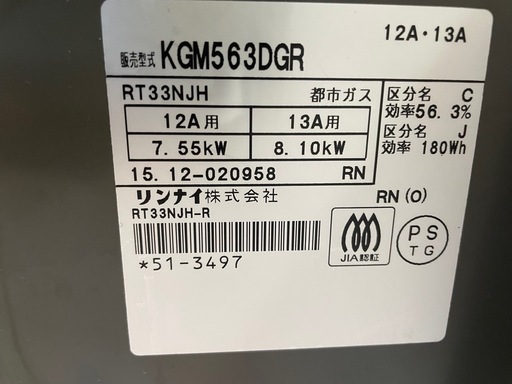 12A・13A
販売型式 KGM563DGR
RT33NJH 都市ガス
12A用 13A用
7.55kW 8.10kW
区分名 C
効率56.3%
区分名 J
効率 180Wh
15.12-020958 RN
リンナイ株式会社 RN(O)
RT33NJH-R
*51-3497
JIA認証
PS
TG